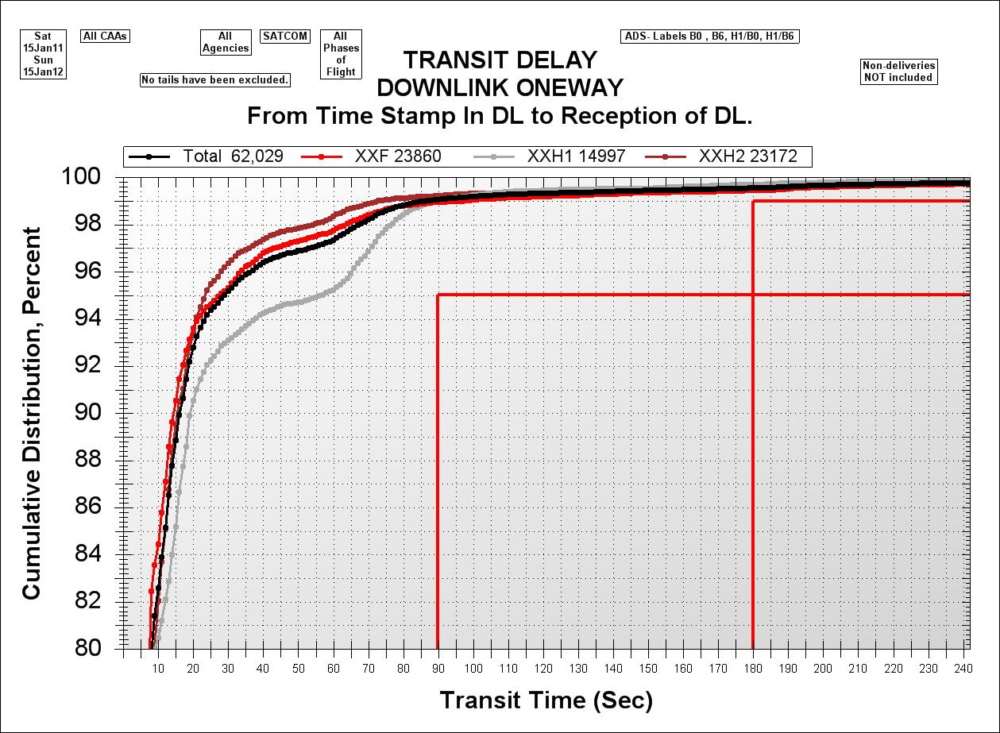 Sat
15Jan11
Sun
15Jan12
All CAAs
All
Agencies
SATCOM
All
Phases
of
Flight
ADS- Labels B0 , B6, H1/B0, H1/B6
No tails have been excluded.
Non-deliveries
NOT included
TRANSIT DELAY
DOWNLINK ONEWAY
From Time Stamp In DL to Reception of DL.
Total 62,029 XXF 23860 XXH1 14997 XXH2 23172
Cumulative Distribution, Percent
100
98
96
94
92
90
88
86
84
82
80
10 20 30 40 50 60 70 80 90 100 110 120 130 140 150 160 170 180 190 200 210 220 230 240
Transit Time (Sec)